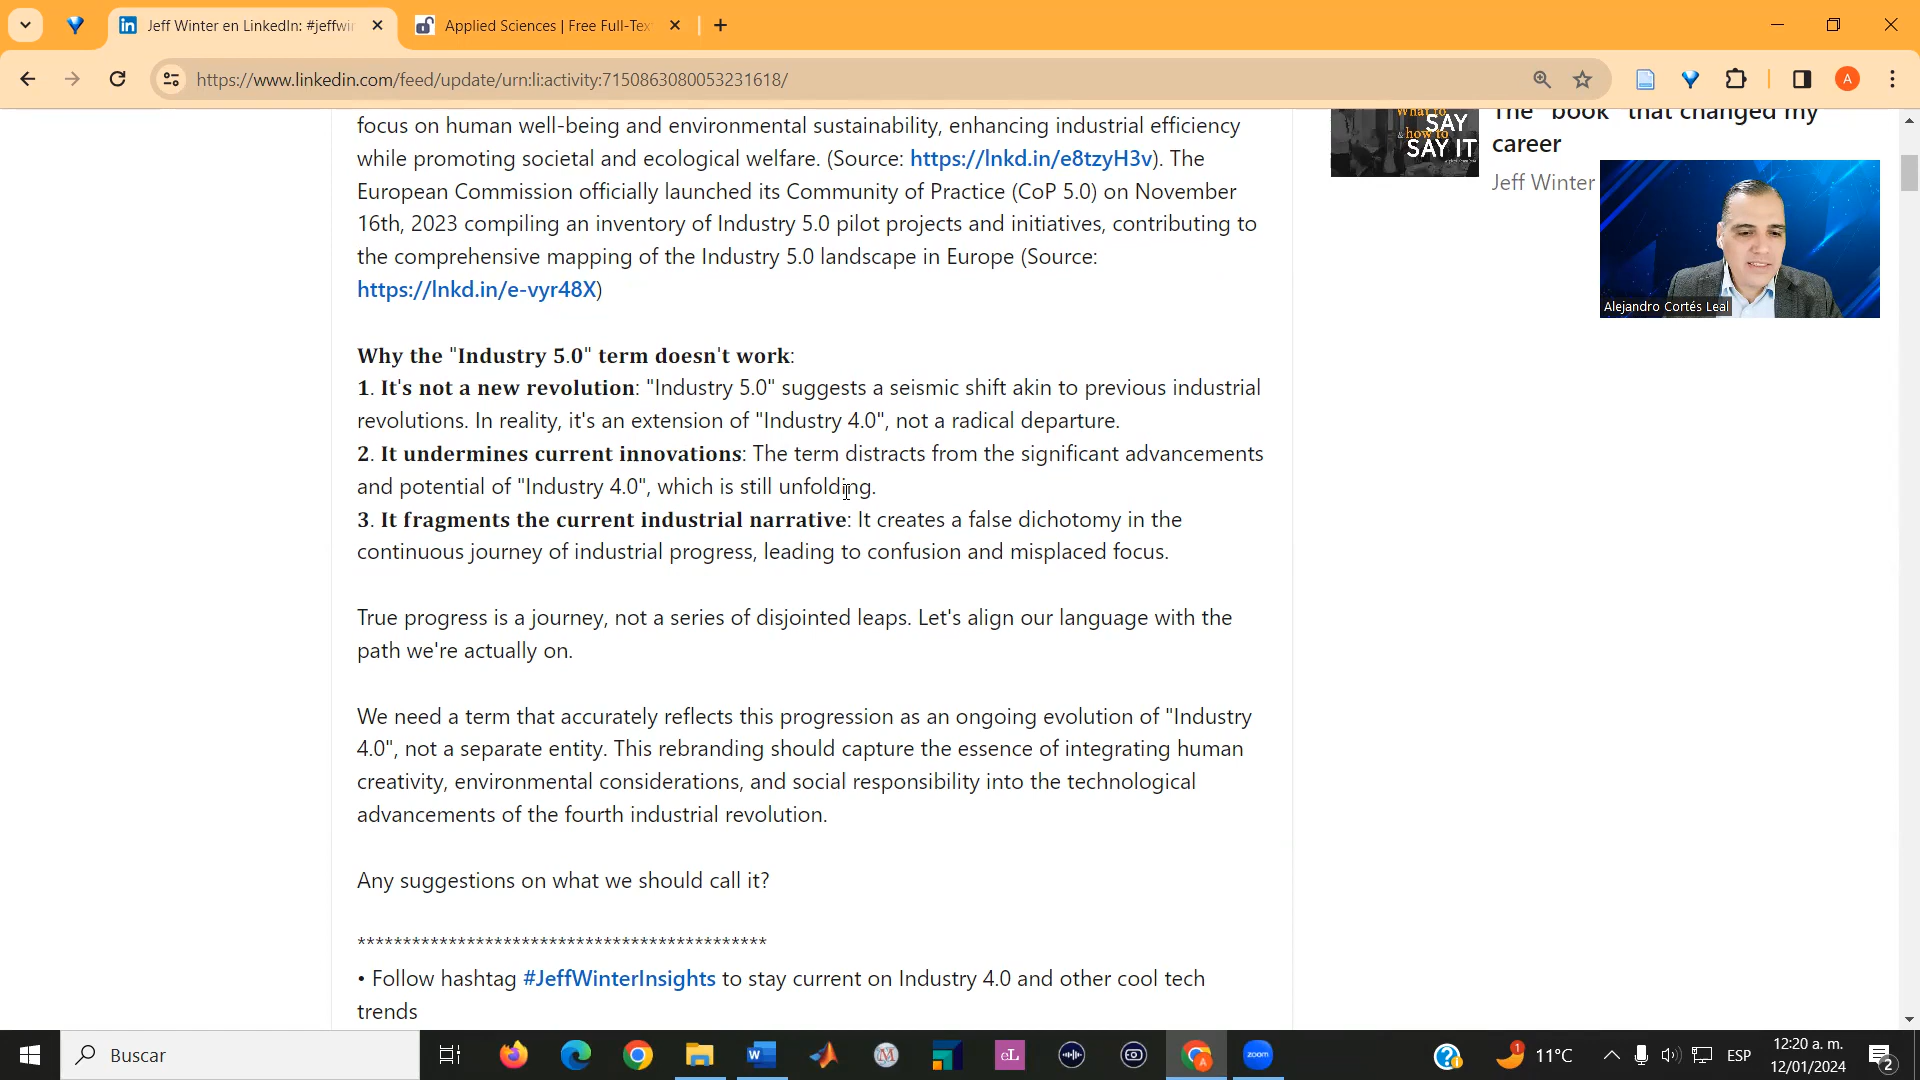 Jeff Winter en LinkedIn: #jeffwi
Applied Sciences | Free Full-Tex
https://www.linkedin.com/feed/update/urn:li:activity:7150863080053231618/
A
focus on human well-being and environmental sustainability, enhancing industrial efficiency
while promoting societal and ecological welfare. (Source: https://lnkd.in/e8tzyH3v). The
European Commission officially launched its Community of Practice (CoP 5.0) on November
16th, 2023 compiling an inventory of Industry 5.0 pilot projects and initiatives, contributing to
the comprehensive mapping of the Industry 5.0 landscape in Europe (Source:
https://lnkd.in/e-vyr48X)
Why the "Industry 5.0" term doesn't work:
1. It's not a new revolution: "Industry 5.0" suggests a seismic shift akin to previous industrial
revolutions. In reality, it's an extension of "Industry 4.0", not a radical departure.
2. It undermines current innovations: The term distracts from the significant advancements
and potential of "Industry 4.0", which is still unfolding.
3. It fragments the current industrial narrative: It creates a false dichotomy in the
continuous journey of industrial progress, leading to confusion and misplaced focus.
True progress is a journey, not a series of disjointed leaps. Let's align our language with the
path we're actually on.
We need a term that accurately reflects this progression as an ongoing evolution of "Industry
4.0", not a separate entity. This rebranding should capture the essence of integrating human
creativity, environmental considerations, and social responsibility into the technological
advancements of the fourth industrial revolution.
Any suggestions on what we should call it?
*********************************************
• Follow hashtag #JeffWinterInsights to stay current on Industry 4.0 and other cool tech
trends
What to
SAY
& how to
SAY IT
The "book" that changed my
career
Jeff Winter
Alejandro Cortés Leal
Buscar
W
M
eL
A
zoom
1
11°C
ESP
12:20 a. m.
12/01/2024
2